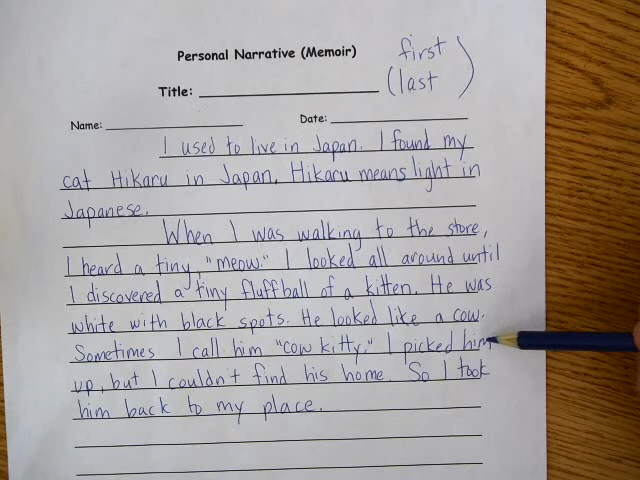 Personal Narrative (Memoir)
first
(last )
Title:
Name: Date:
I used to live in Japan. I found my
cat Hikaru in Japan. Hikaru means light in
Japanese.
When I was walking to the store,
I heard a tiny, "meow." I looked all around until
I discovered a tiny fluffball of a kitten. He was
white with black spots. He looked like a cow.
Sometimes I call him "cow kitty." I picked him
up, but I couldn't find his home. So I took
him back to my place.